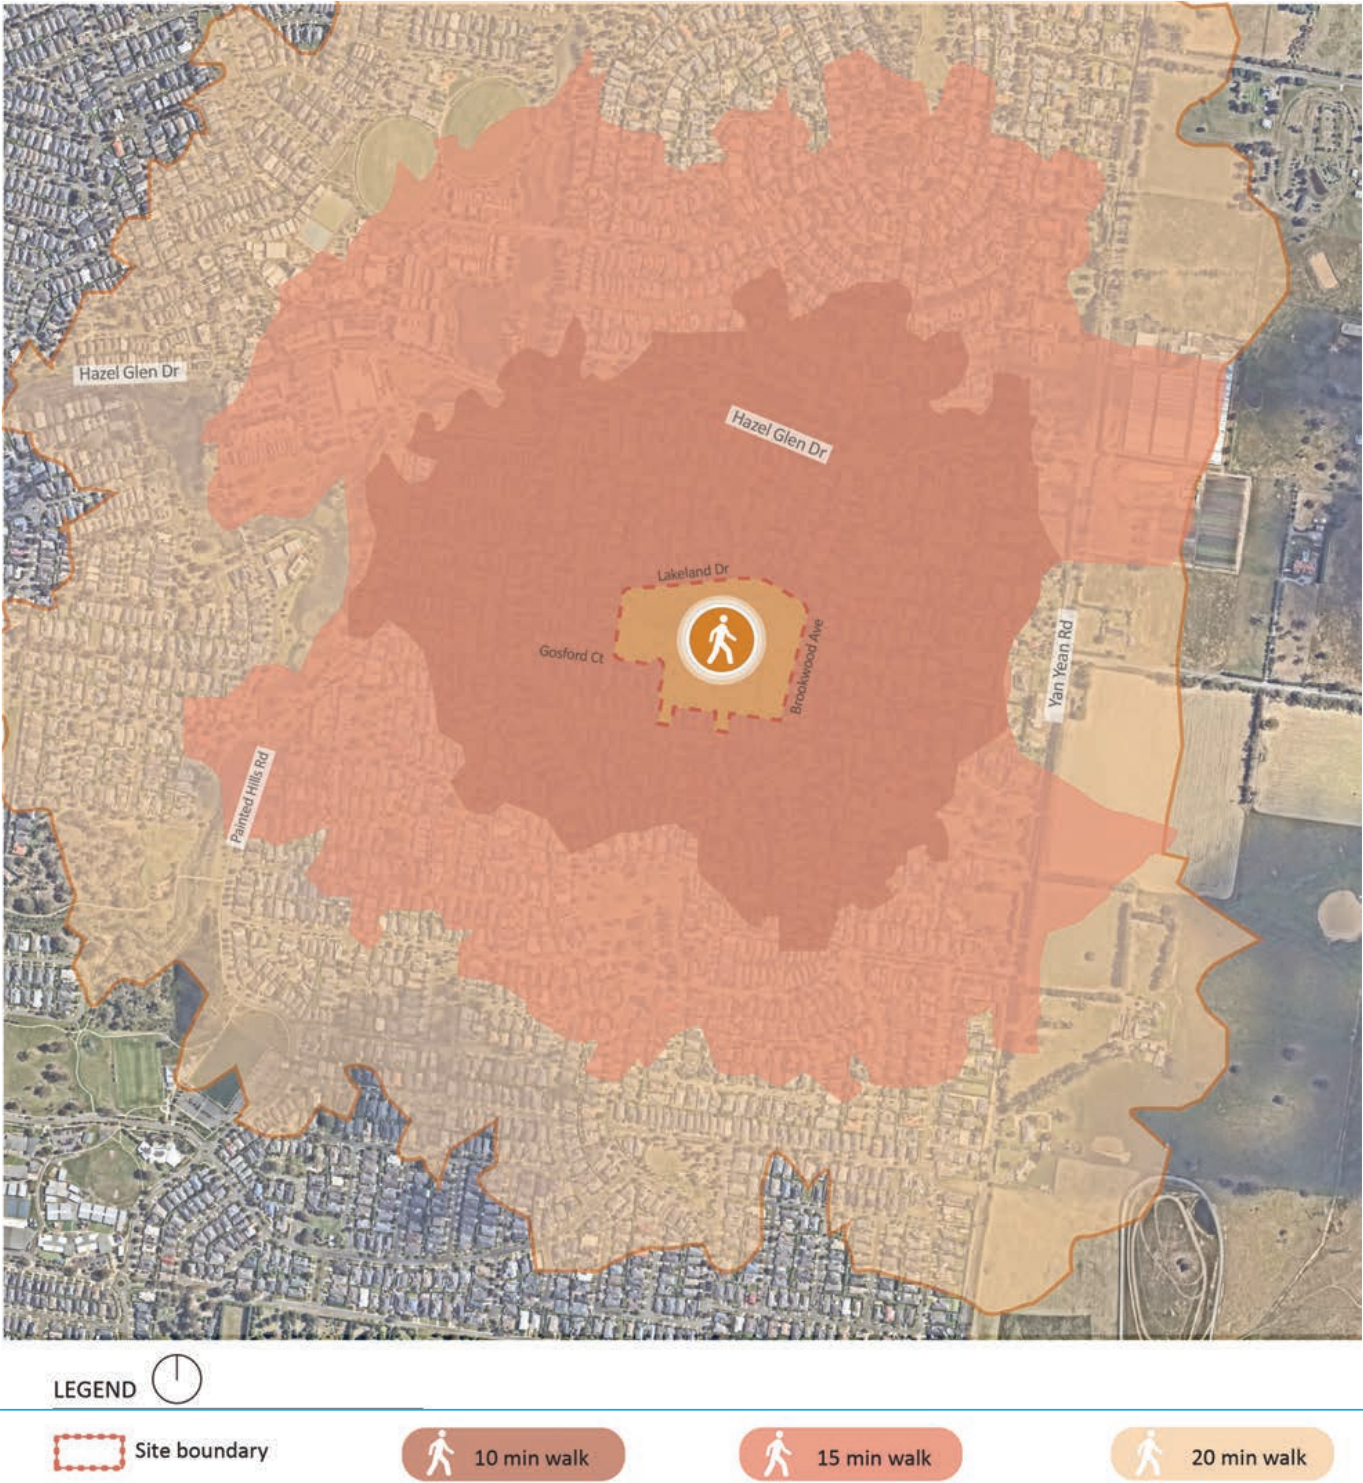 Hazel Glen Dr
Hazel Glen Dr
Lakeland Dr
Gosford Ct
Brookwood Ave
Yan Yean Rd
Painted Hills Rd
LEGEND
Site boundary
10 min walk
15 min walk
20 min walk